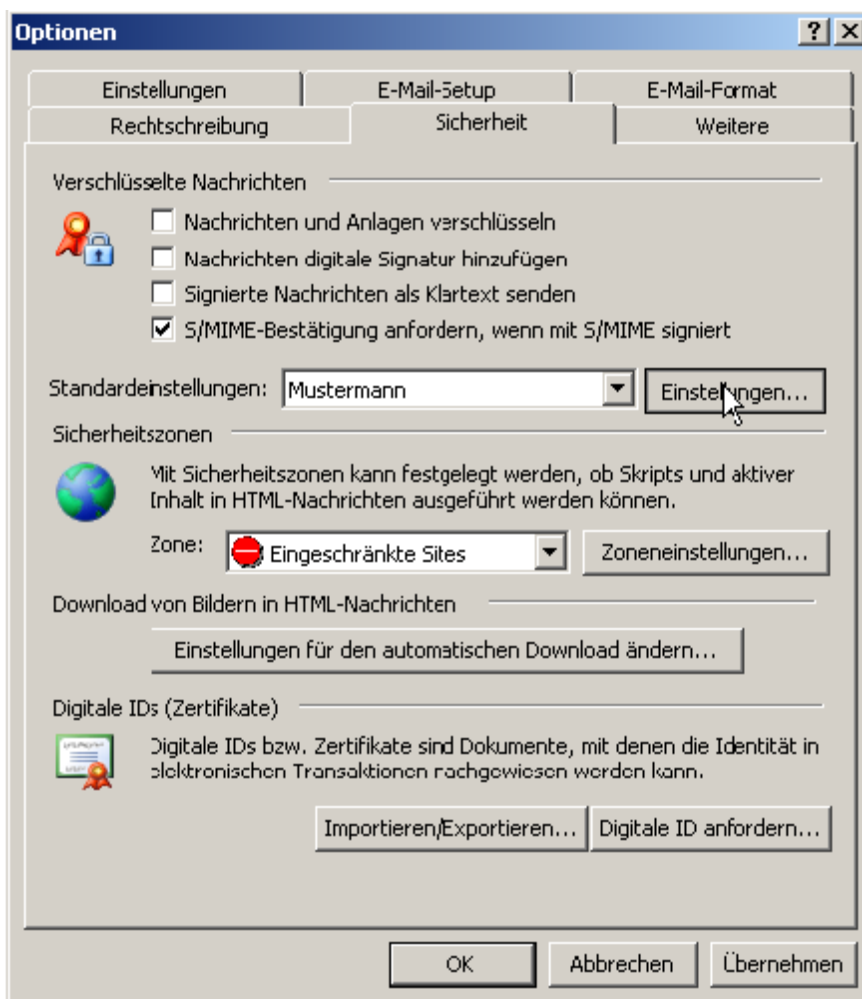 Optionen
Einstellungen
E-Mail-Setup
E-Mail-Format
Rechtschreibung
Sicherheit
Weitere
Verschlüsselte Nachrichten
Nachrichten und Anlagen verschlüsseln
Nachrichten digitale Signatur hinzufügen
Signierte Nachrichten als Klartext senden
S/MIME-Bestätigung anfordern, wenn mit S/MIME signiert
Standardeinstellungen:
Mustermann
Einstellungen...
Sicherheitszonen
Mit Sicherheitszonen kann festgelegt werden, ob Skripts und aktiver
Inhalt in HTML-Nachrichten ausgeführt werden können.
Zone:
Eingeschränkte Sites
Zoneneinstellungen...
Download von Bildern in HTML-Nachrichten
Einstellungen für den automatischen Download ändern...
Digitale IDs (Zertifikate)
Digitale IDs bzw. Zertifikate sind Dokumente, mit denen die Identität in
elektronischen Transaktionen nachgewiesen werden kann.
Importieren/Exportieren...
Digitale ID anfordern...
OK
Abbrechen
Übernehmen